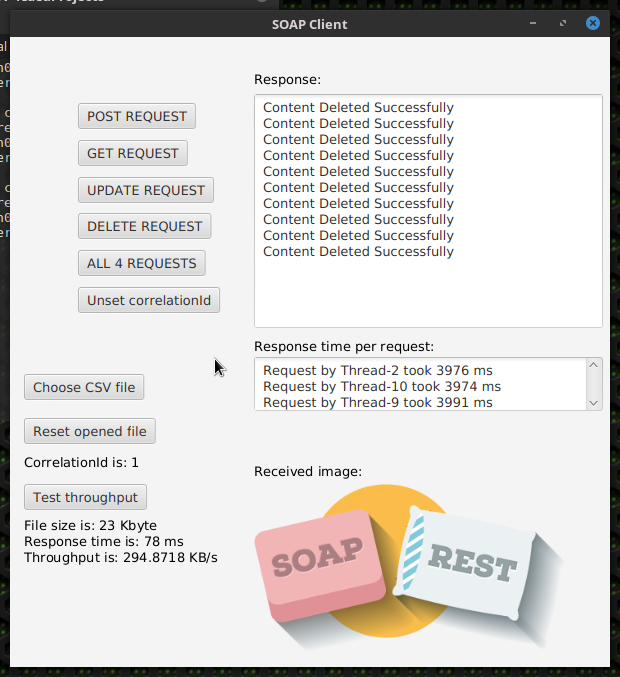 SOAP Client
Response:
POST REQUEST
GET REQUEST
UPDATE REQUEST
DELETE REQUEST
ALL 4 REQUESTS
Unset correlationId
Content Deleted Successfully
Content Deleted Successfully
Content Deleted Successfully
Content Deleted Successfully
Content Deleted Successfully
Content Deleted Successfully
Content Deleted Successfully
Content Deleted Successfully
Content Deleted Successfully
Content Deleted Successfully
Response time per request:
Request by Thread-2 took 3976 ms
Request by Thread-10 took 3974 ms
Request by Thread-9 took 3991 ms
Choose CSV file
Reset opened file
CorrelationId is: 1
Test throughput
File size is: 23 Kbyte
Response time is: 78 ms
Throughput is: 294.8718 KB/s
Received image:
SOAP
REST